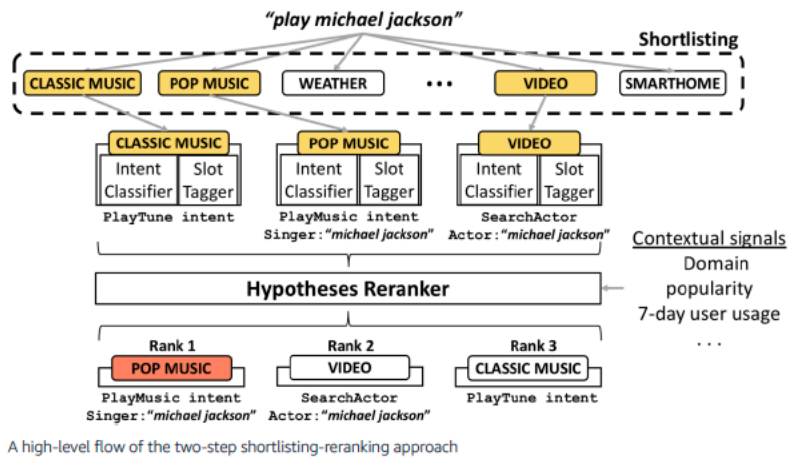 “play michael jackson”
Shortlisting
CLASSIC MUSIC POP MUSIC WEATHER ... VIDEO SMARTHOME
CLASSIC MUSIC POP MUSIC VIDEO
Intent Slot Intent Slot Intent Slot
Classifier Tagger Classifier Tagger Classifier Tagger
PlayTune intent PlayMusic intent SearchActor
Singer:“michael jackson” Actor:“michael jackson”
Contextual signals
Domain
popularity
7-day user usage
. . .
Hypotheses Reranker
Rank 1 Rank 2 Rank 3
POP MUSIC VIDEO CLASSIC MUSIC
PlayMusic intent SearchActor PlayTune intent
Singer:“michael jackson” Actor:“michael jackson”
A high-level flow of the two-step shortlisting-reranking approach